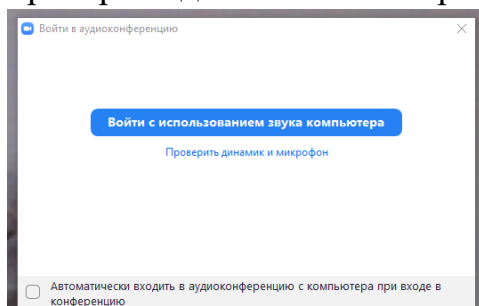 Войти в аудиоконференцию
Войти с использованием звука компьютера
Проверить динамик и микрофон
Автоматически входить в аудиоконференцию с компьютера при входе в
конференцию